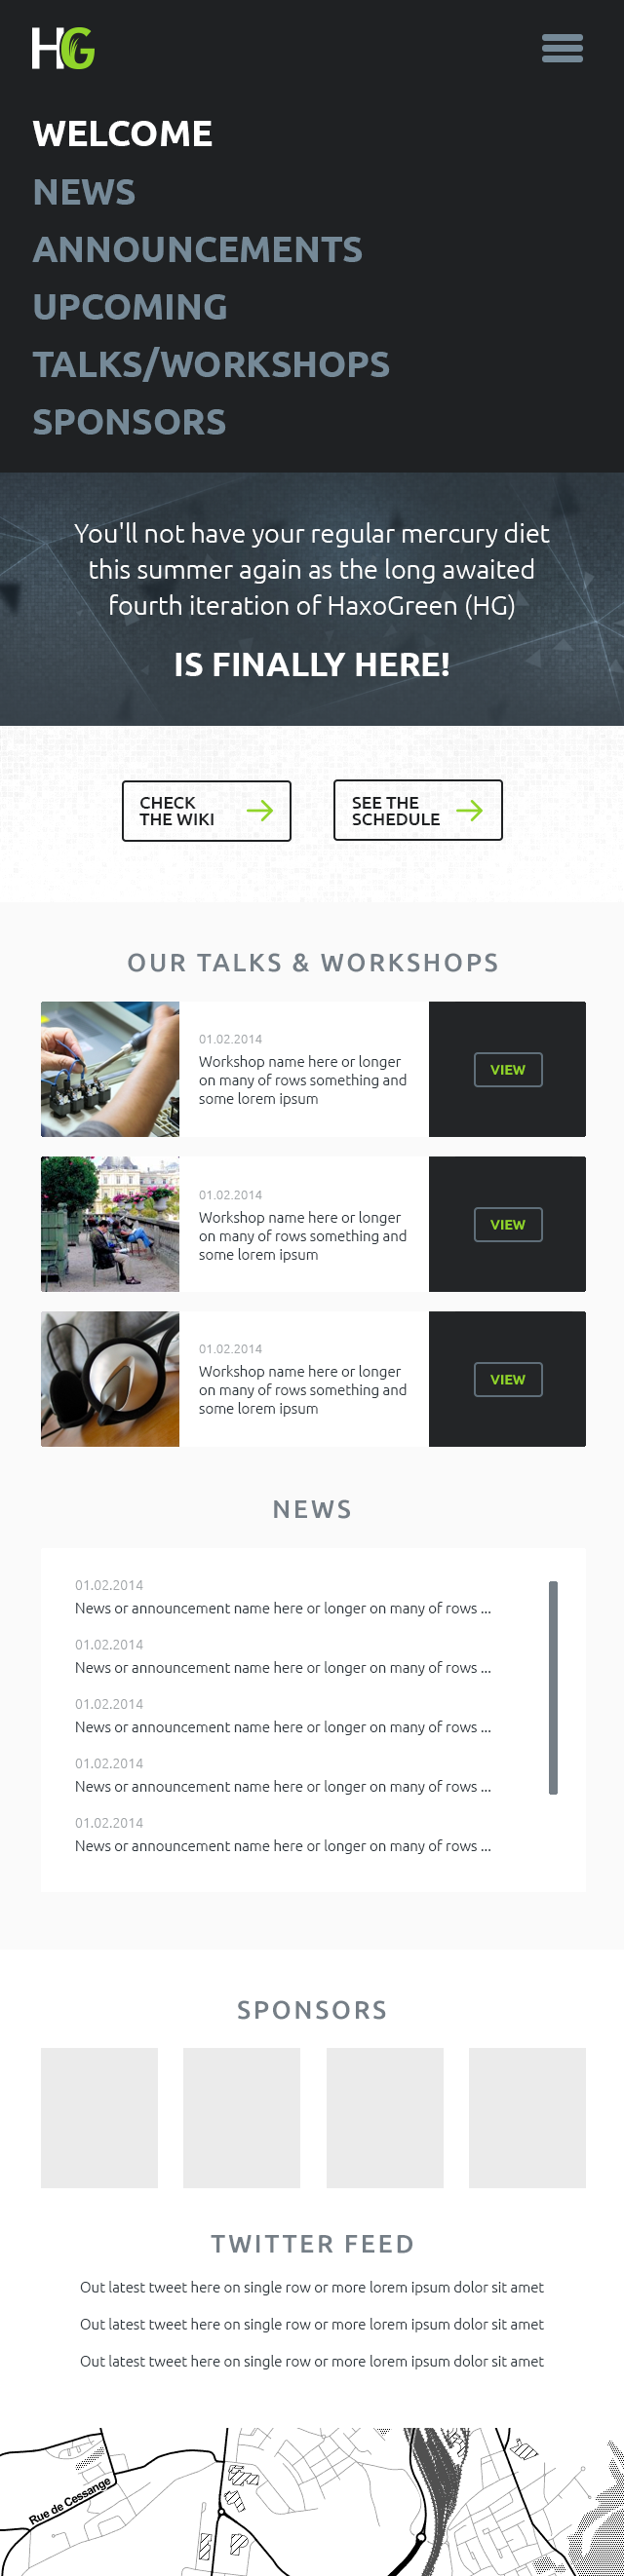 HG
WELCOME
NEWS
ANNOUNCEMENTS
UPCOMING
TALKS/WORKSHOPS
SPONSORS
You'll not have your regular mercury diet
this summer again as the long awaited
fourth iteration of HaxoGreen (HG)
IS FINALLY HERE!
CHECK
THE WIKI
SEE THE
SCHEDULE
OUR TALKS & WORKSHOPS
01.02.2014
Workshop name here or longer
on many of rows something and
some lorem ipsum
VIEW
01.02.2014
Workshop name here or longer
on many of rows something and
some lorem ipsum
VIEW
01.02.2014
Workshop name here or longer
on many of rows something and
some lorem ipsum
VIEW
NEWS
01.02.2014
News or announcement name here or longer on many of rows ...
01.02.2014
News or announcement name here or longer on many of rows ...
01.02.2014
News or announcement name here or longer on many of rows ...
01.02.2014
News or announcement name here or longer on many of rows ...
01.02.2014
News or announcement name here or longer on many of rows ...
SPONSORS
TWITTER FEED
Out latest tweet here on single row or more lorem ipsum dolor sit amet
Out latest tweet here on single row or more lorem ipsum dolor sit amet
Out latest tweet here on single row or more lorem ipsum dolor sit amet
Rue de Cessange